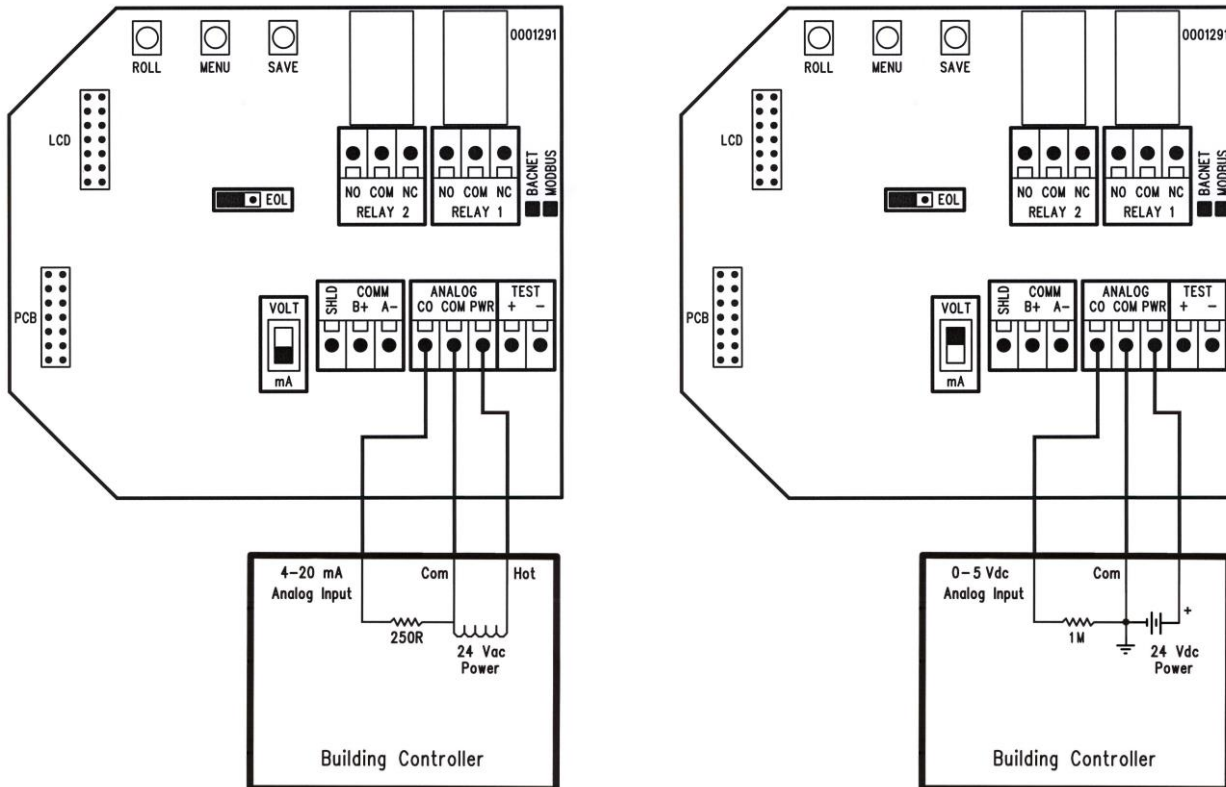 0001291
ROLL MENU SAVE
LCD
BACNET
MODBUS
NO COM NC NO COM NC
RELAY 2 RELAY 1
EOL
PCB
VOLT
mA
SHLD
COMM
B+ A-
ANALOG
CO COM PWR
TEST
+ -
4-20 mA
Analog Input
Com
Hot
250R
24 Vac
Power
Building Controller
0001291
ROLL MENU SAVE
LCD
BACNET
MODBUS
NO COM NC NO COM NC
RELAY 2 RELAY 1
EOL
PCB
VOLT
mA
SHLD
COMM
B+ A-
ANALOG
CO COM PWR
TEST
+ -
0-5 Vdc
Analog Input
Com
+
1M
24 Vdc
Power
Building Controller